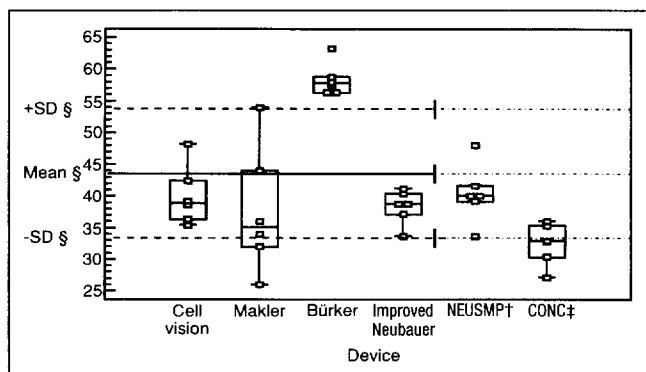 65
60
55
+SD §
50
45
Mean §
40
35
-SD §
30
25
Cell vision
Makler
Bürker
Improved Neubauer
NEUSMP†
CONC‡
Device